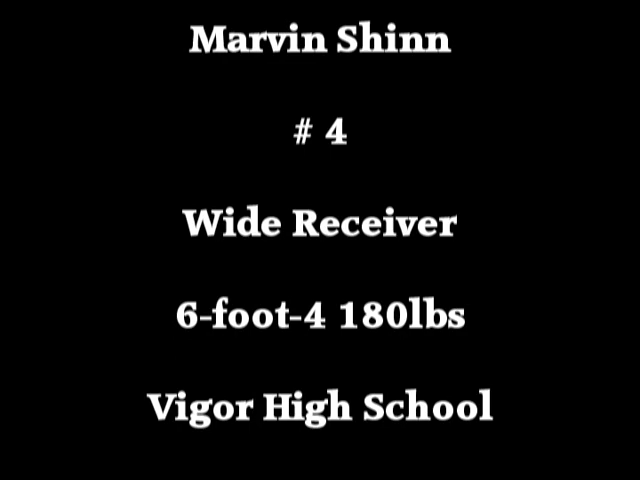 Marvin Shinn
# 4
Wide Receiver
6-foot-4 180lbs
Vigor High School